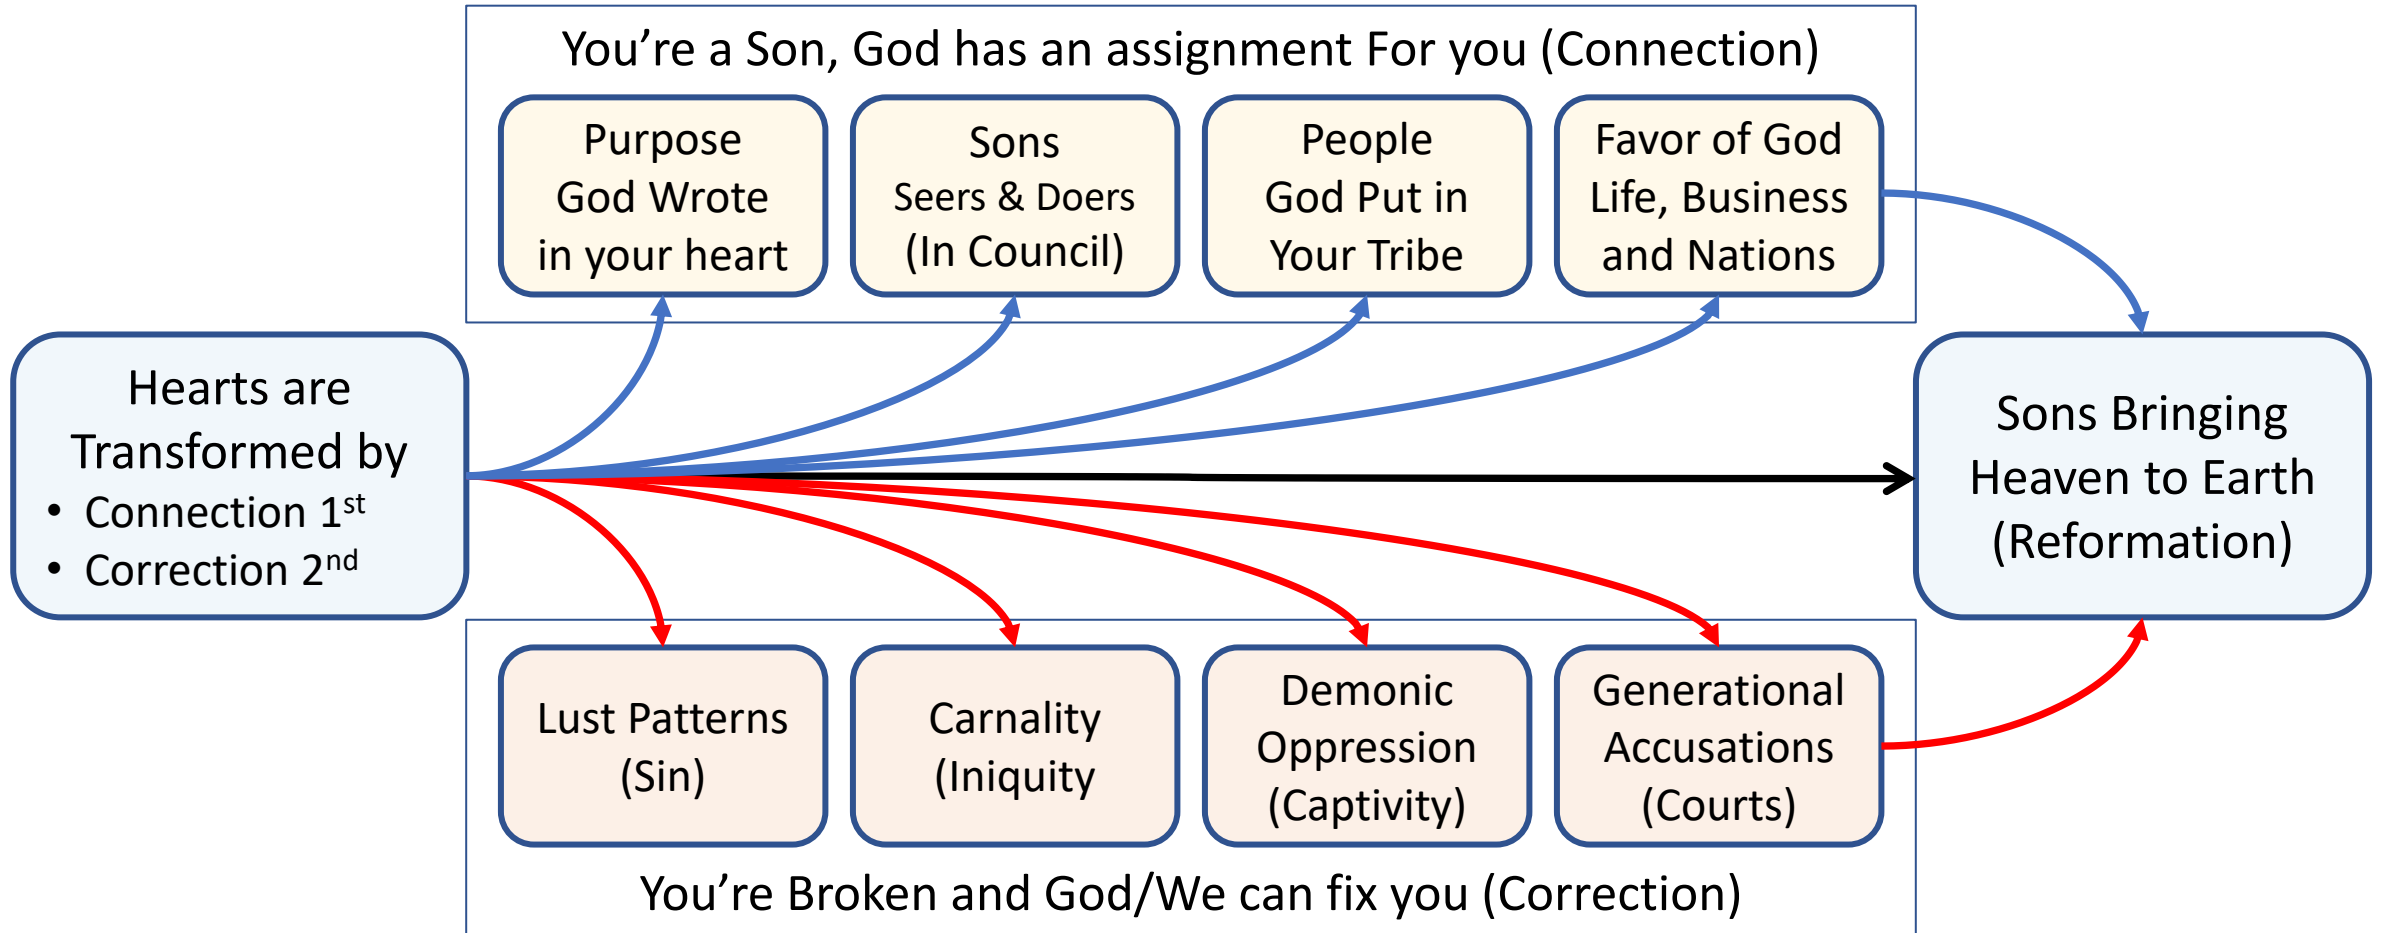 You’re a Son, God has an assignment For you (Connection)
Purpose
God Wrote
in your heart
Sons
Seers & Doers
(In Council)
People
God Put in
Your Tribe
Favor of God
Life, Business
and Nations
Hearts are
Transformed by
• Connection 1st
• Correction 2nd
Sons Bringing
Heaven to Earth
(Reformation)
Lust Patterns
(Sin)
Carnality
(Iniquity
Demonic
Oppression
(Captivity)
Generational
Accusations
(Courts)
You’re Broken and God/We can fix you (Correction)